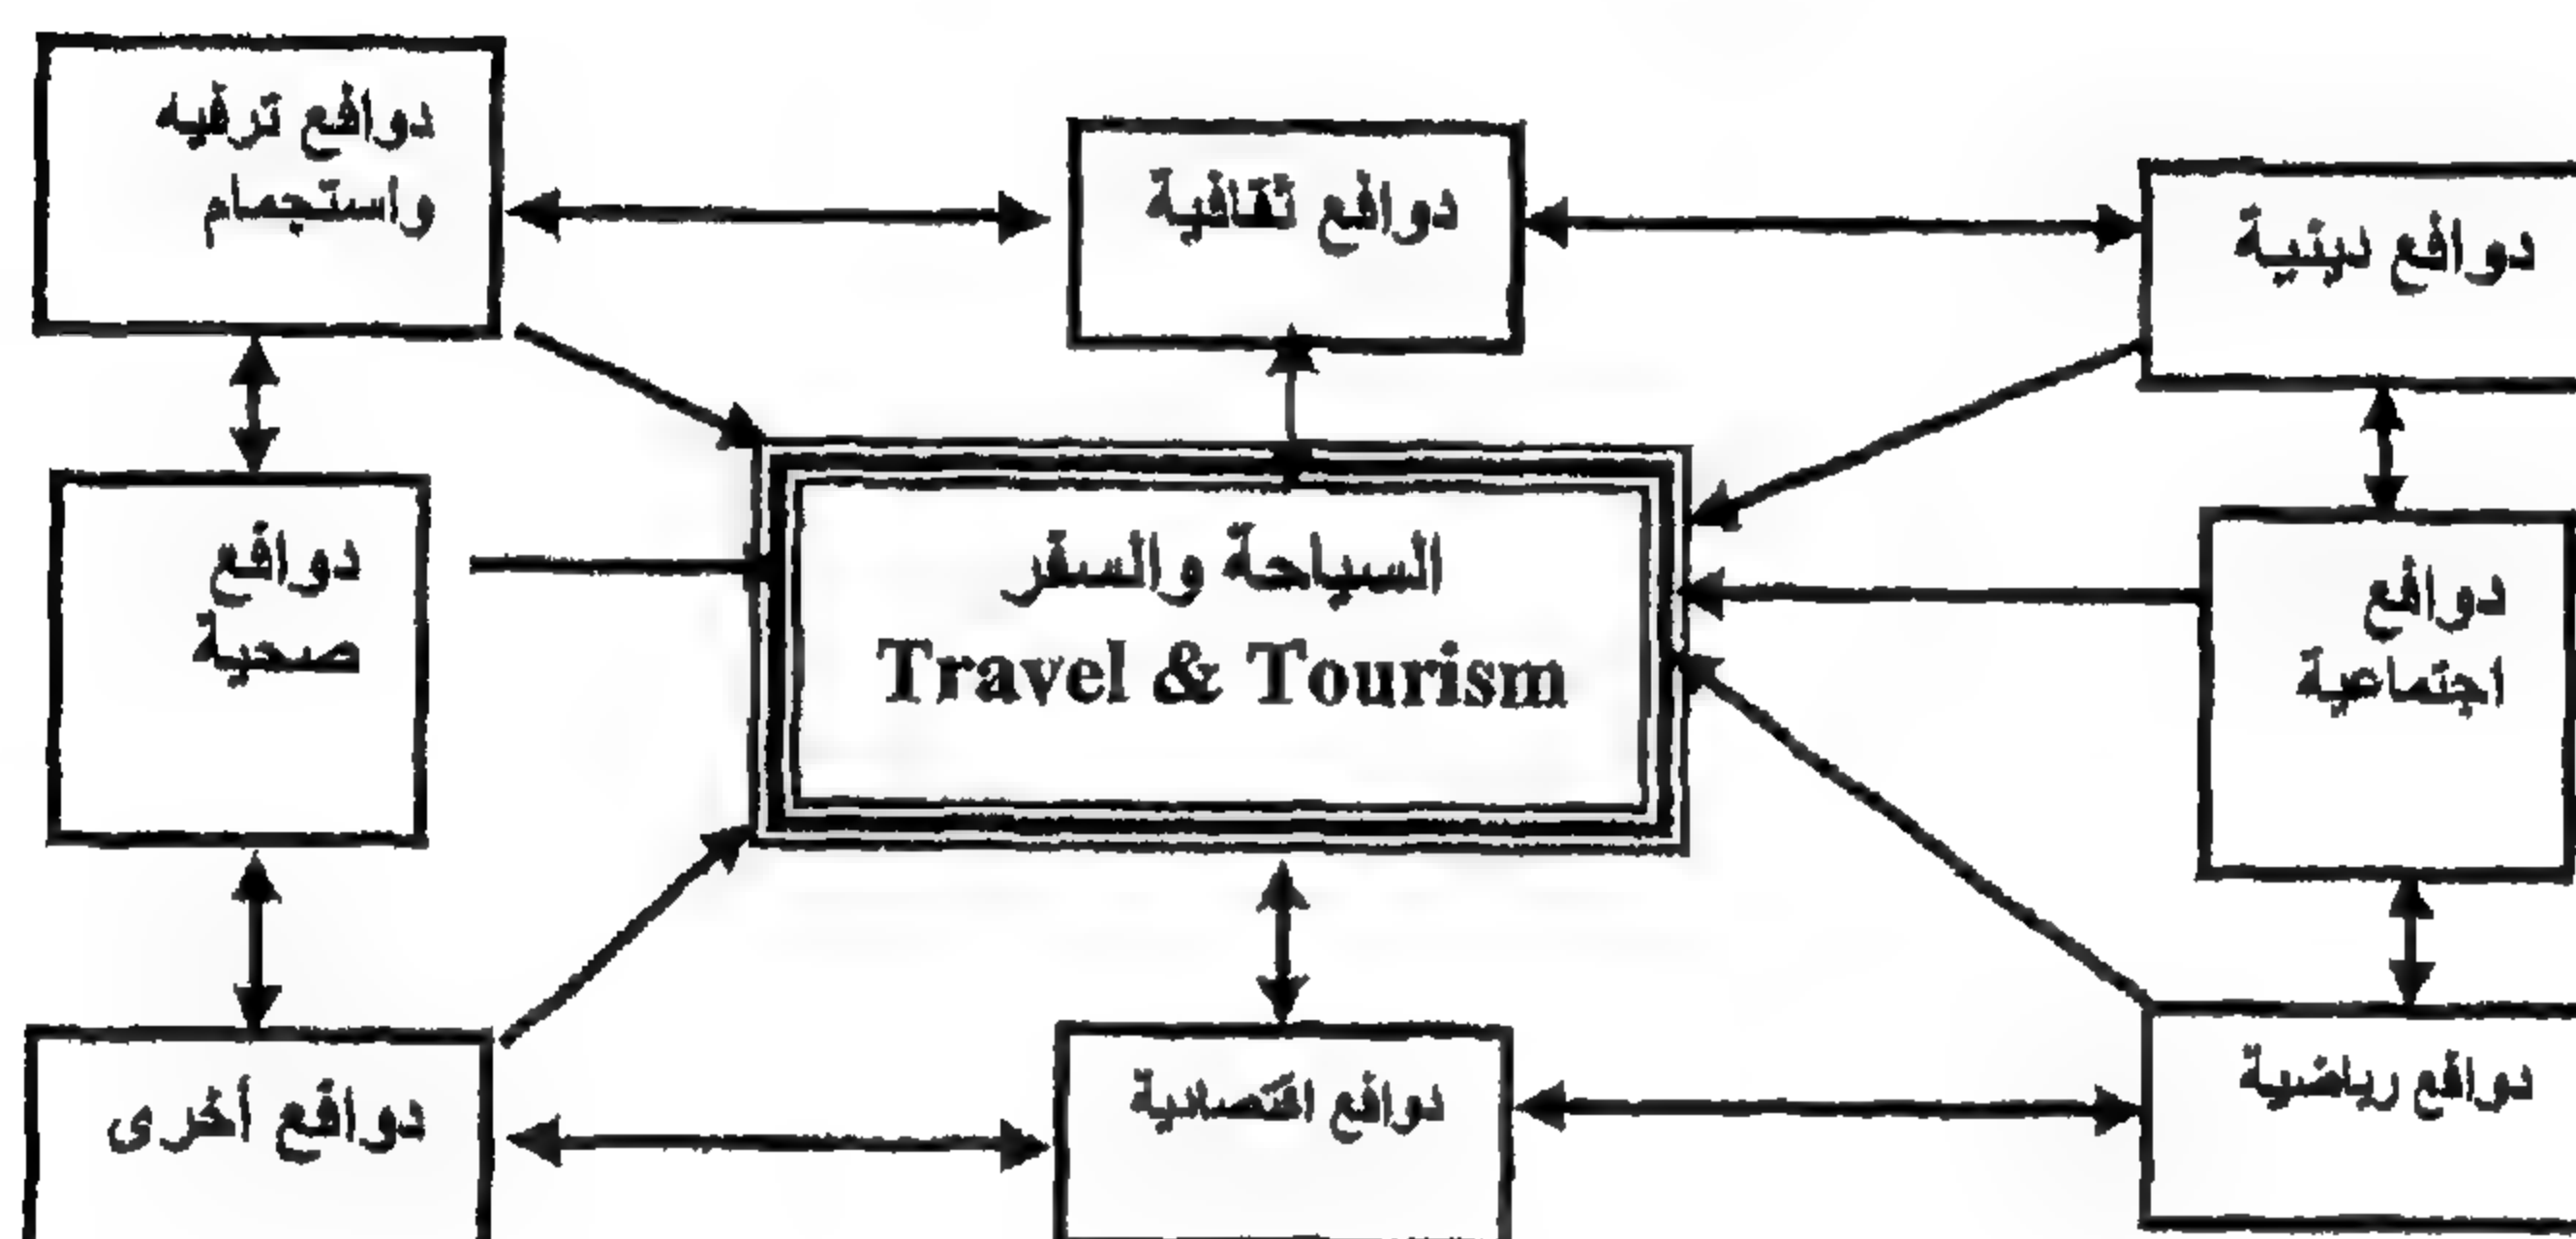 دوافع دينية
دوافع ثقافية
دوافع ترفيه
واستجمام
دوافع
اجتماعية
السياحة والسفر
Travel & Tourism
دوافع
صحية
دوافع رياضية
دوافع اقتصادية
دوافع أخرى